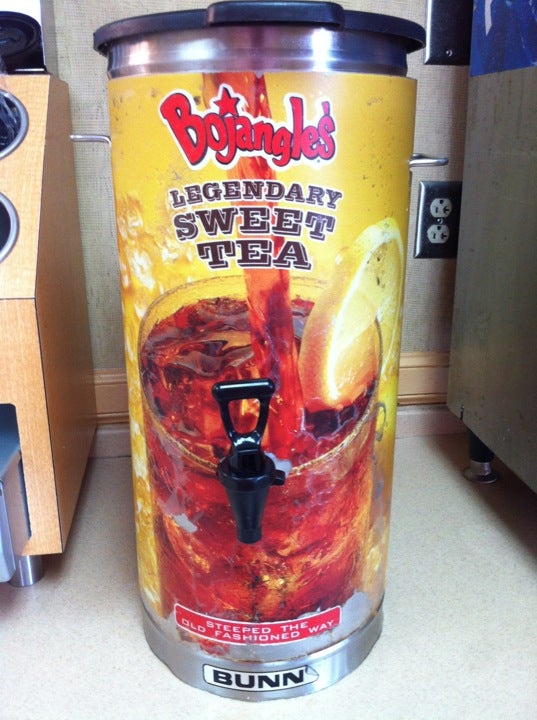 Bojangles'
LEGENDARY
SWEET
TEA
STEEPED THE
OLD FASHIONED WAY
BUNN